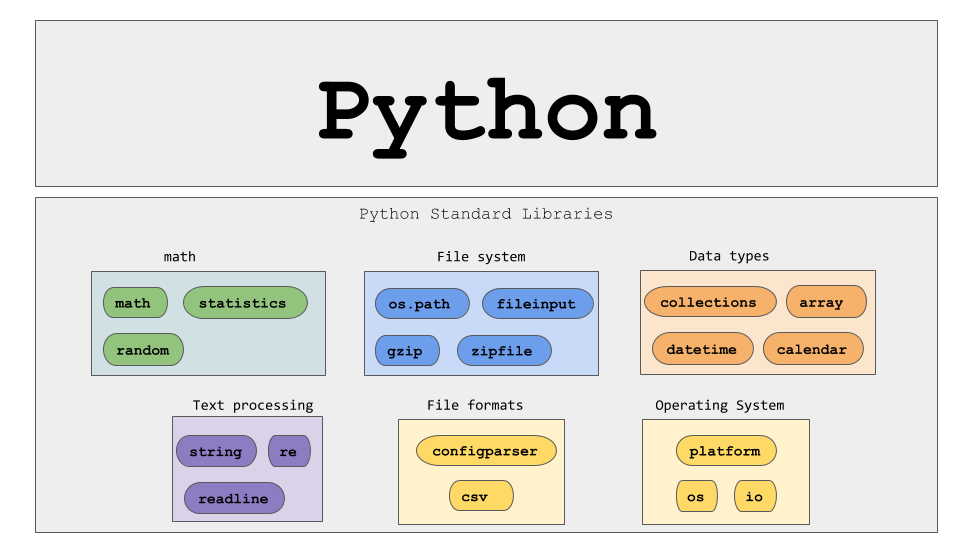 Python
Python Standard Libraries
math
math statistics
random
File system
os.path fileinput
gzip zipfile
Data types
collections array
datetime calendar
Text processing
string re
readline
File formats
configparser
csv
Operating System
platform
os io